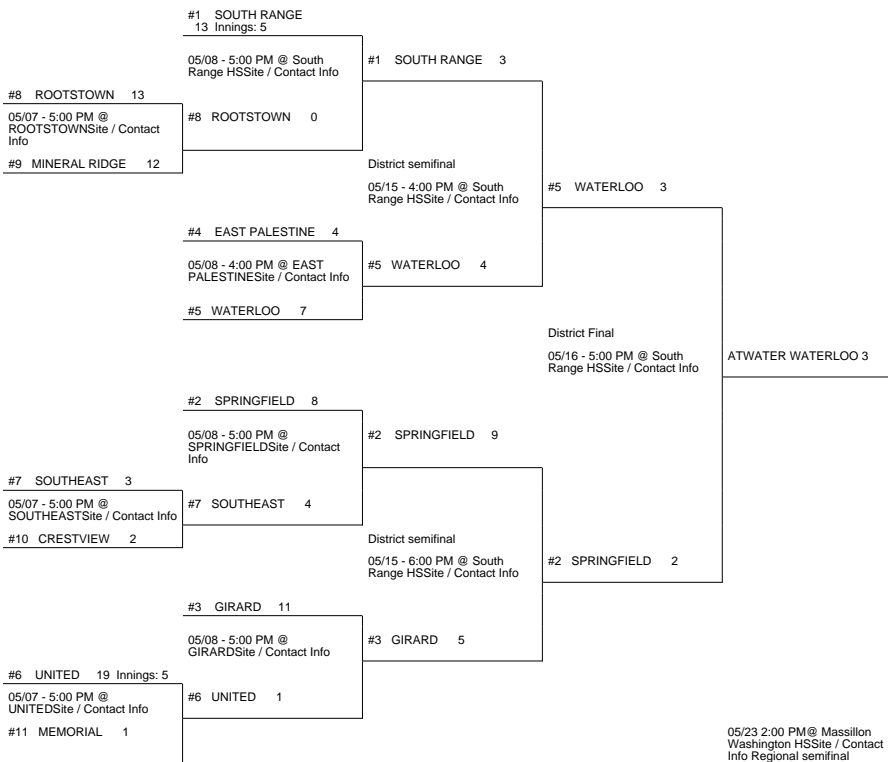 #1 SOUTH RANGE
13 Innings: 5
05/08 - 5:00 PM @ South
Range HSSite / Contact Info
#1 SOUTH RANGE 3
#8 ROOTSTOWN 13
05/07 - 5:00 PM @
ROOTSTOWNSite / Contact
Info
#8 ROOTSTOWN 0
#9 MINERAL RIDGE 12
District semifinal
05/15 - 4:00 PM @ South
Range HSSite / Contact Info
#5 WATERLOO 3
#4 EAST PALESTINE 4
05/08 - 4:00 PM @ EAST
PALESTINESite / Contact Info
#5 WATERLOO 4
#5 WATERLOO 7
District Final
05/16 - 5:00 PM @ South
Range HSSite / Contact Info
ATWATER WATERLOO 3
#2 SPRINGFIELD 8
05/08 - 5:00 PM @
SPRINGFIELDSite / Contact
Info
#2 SPRINGFIELD 9
#7 SOUTHEAST 3
05/07 - 5:00 PM @
SOUTHEASTSite / Contact Info
#7 SOUTHEAST 4
#10 CRESTVIEW 2
District semifinal
05/15 - 6:00 PM @ South
Range HSSite / Contact Info
#2 SPRINGFIELD 2
#3 GIRARD 11
05/08 - 5:00 PM @
GIRARDSite / Contact Info
#3 GIRARD 5
#6 UNITED 19 Innings: 5
05/07 - 5:00 PM @
UNITEDSite / Contact Info
#6 UNITED 1
#11 MEMORIAL 1
05/23 2:00 PM@ Massillon
Washington HSSite / Contact
Info Regional semifinal